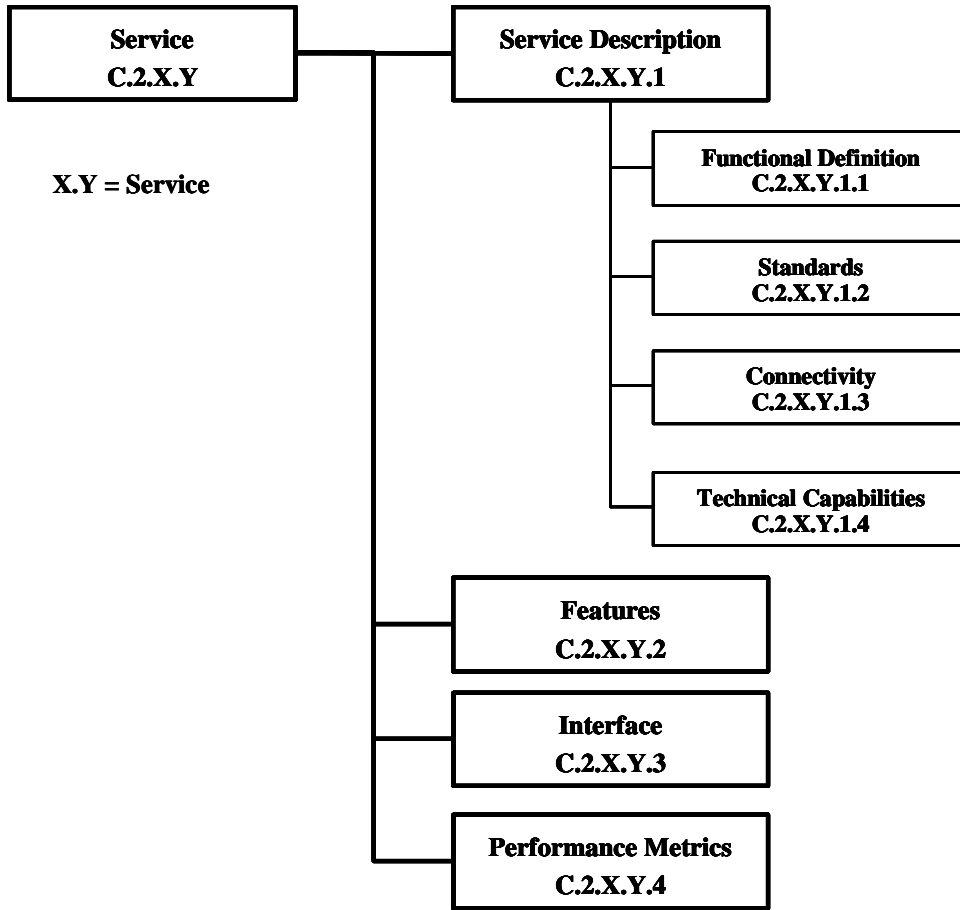 Service
C.2.X.Y
Service Description
C.2.X.Y.1
X.Y = Service
Functional Definition
C.2.X.Y.1.1
Standards
C.2.X.Y.1.2
Connectivity
C.2.X.Y.1.3
Technical Capabilities
C.2.X.Y.1.4
Features
C.2.X.Y.2
Interface
C.2.X.Y.3
Performance Metrics
C.2.X.Y.4